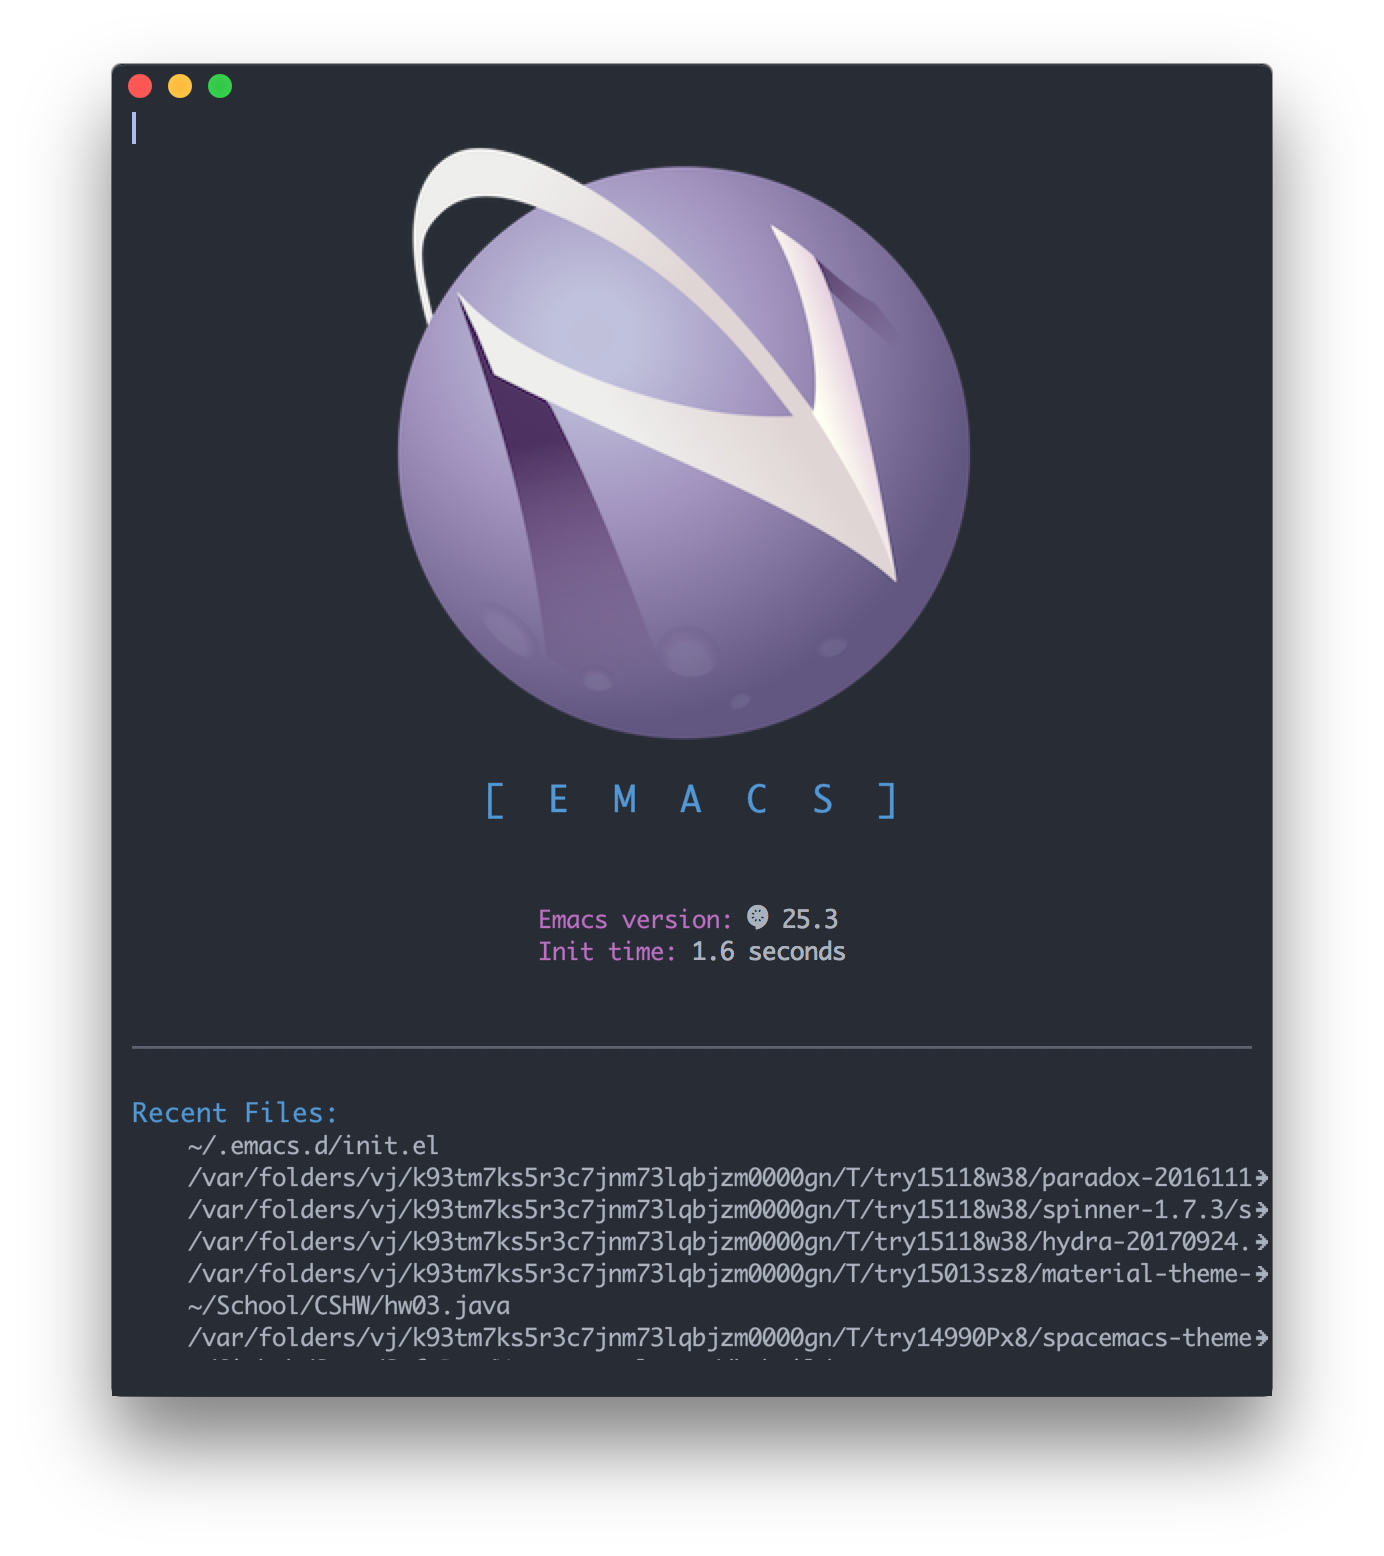 [ E M A C S ]
Emacs version: 25.3
Init time: 1.6 seconds
Recent Files:
~/.emacs.d/init.el
/var/folders/vj/k93tm7ks5r3c7jnm73lqbjzm0000gn/T/try15118w38/paradox-2016111
/var/folders/vj/k93tm7ks5r3c7jnm73lqbjzm0000gn/T/try15118w38/spinner-1.7.3/s
/var/folders/vj/k93tm7ks5r3c7jnm73lqbjzm0000gn/T/try15118w38/hydra-20170924.
/var/folders/vj/k93tm7ks5r3c7jnm73lqbjzm0000gn/T/try15013sz8/material-theme-
~/School/CSHW/hw03.java
/var/folders/vj/k93tm7ks5r3c7jnm73lqbjzm0000gn/T/try14990Px8/spacemacs-theme